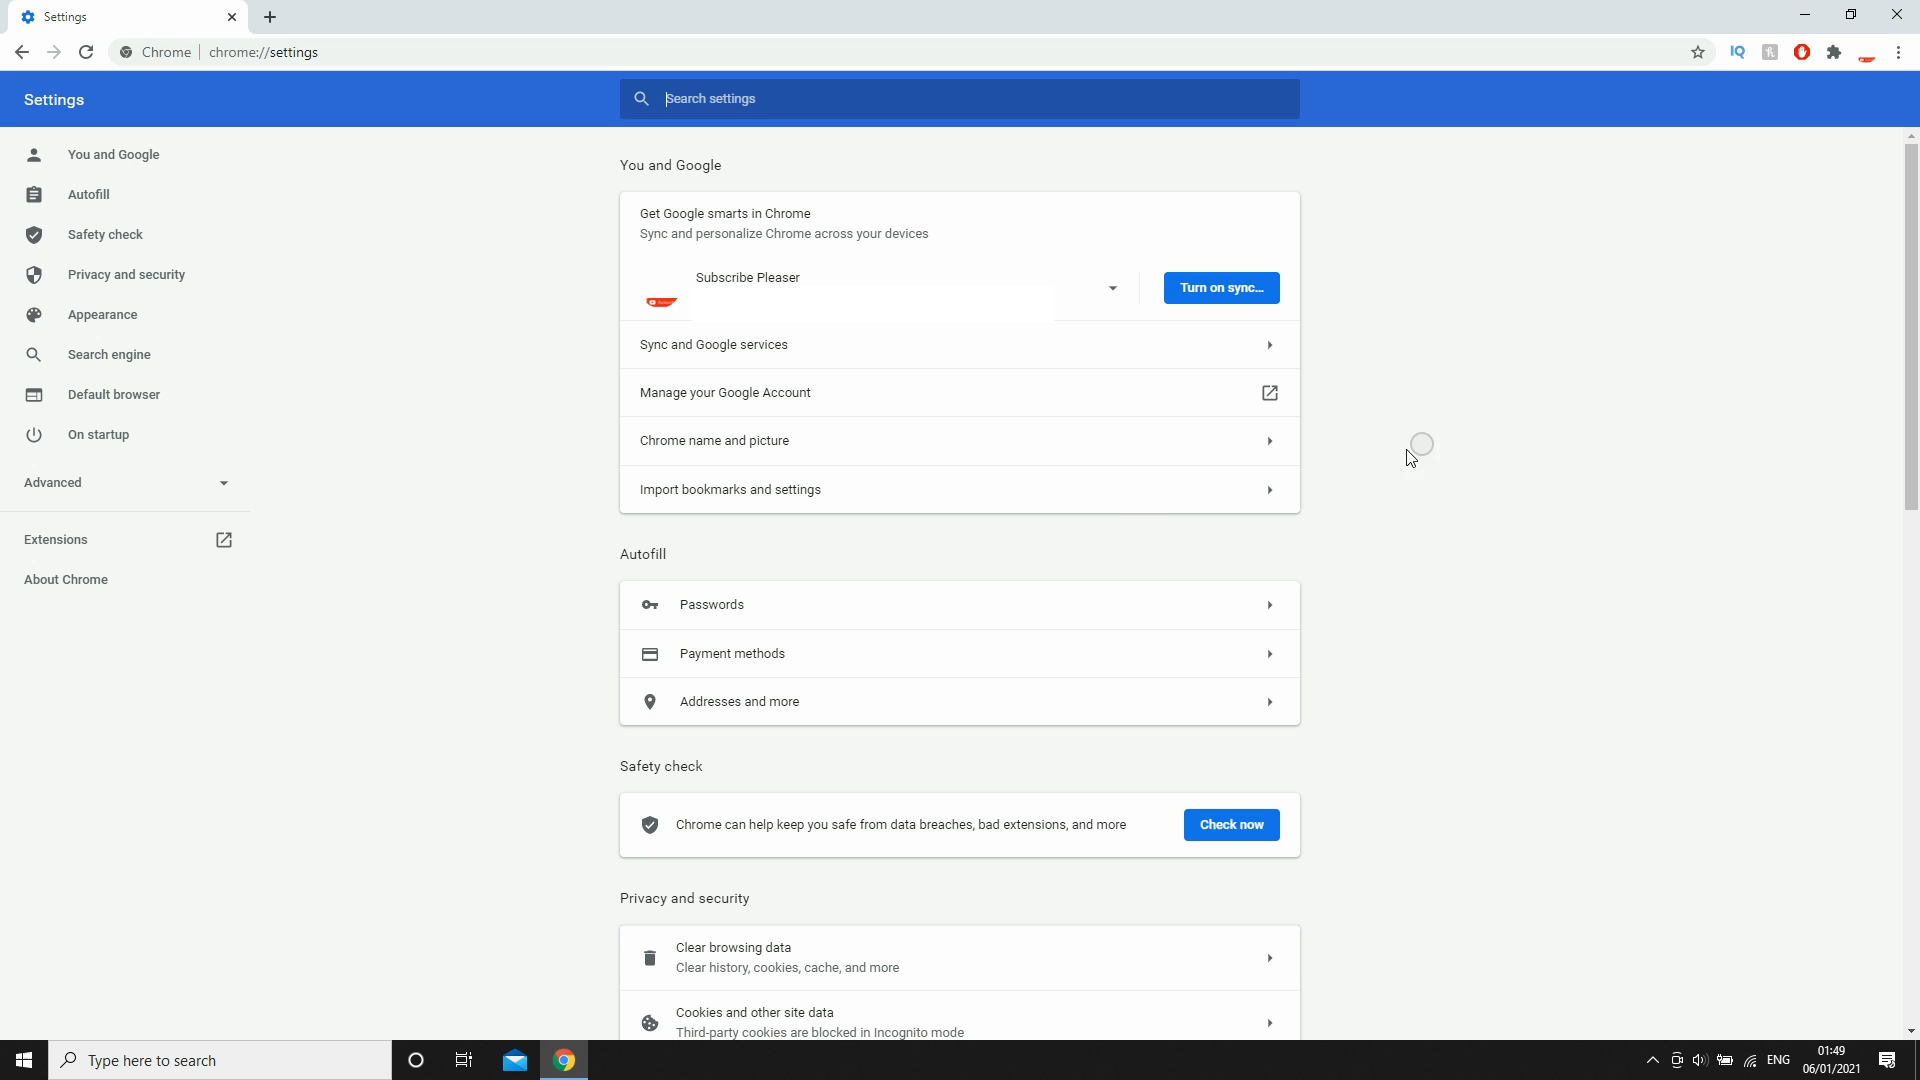 Settings
Chrome
chrome://settings
Settings
Search settings
You and Google
Autofill
Safety check
Privacy and security
Appearance
Search engine
Default browser
On startup
Advanced
Extensions
About Chrome
You and Google
Get Google smarts in Chrome
Sync and personalize Chrome across your devices
Subscribe Pleaser
Turn on sync...
Sync and Google services
Manage your Google Account
Chrome name and picture
Import bookmarks and settings
Autofill
Passwords
Payment methods
Addresses and more
Safety check
Chrome can help keep you safe from data breaches, bad extensions, and more
Check now
Privacy and security
Clear browsing data
Clear history, cookies, cache, and more
Cookies and other site data
Third-party cookies are blocked in Incognito mode
Type here to search
ENG
01:49
06/01/2021